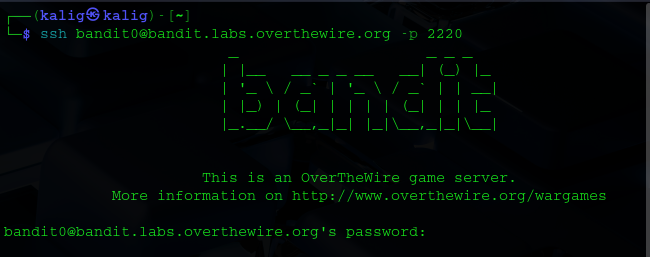 ┌──(kalig㉿kalig)-[~]
└─$ ssh bandit0@bandit.labs.overthewire.org -p 2220
bandit
This is an OverTheWire game server.
More information on http://www.overthewire.org/wargames
bandit0@bandit.labs.overthewire.org's password: